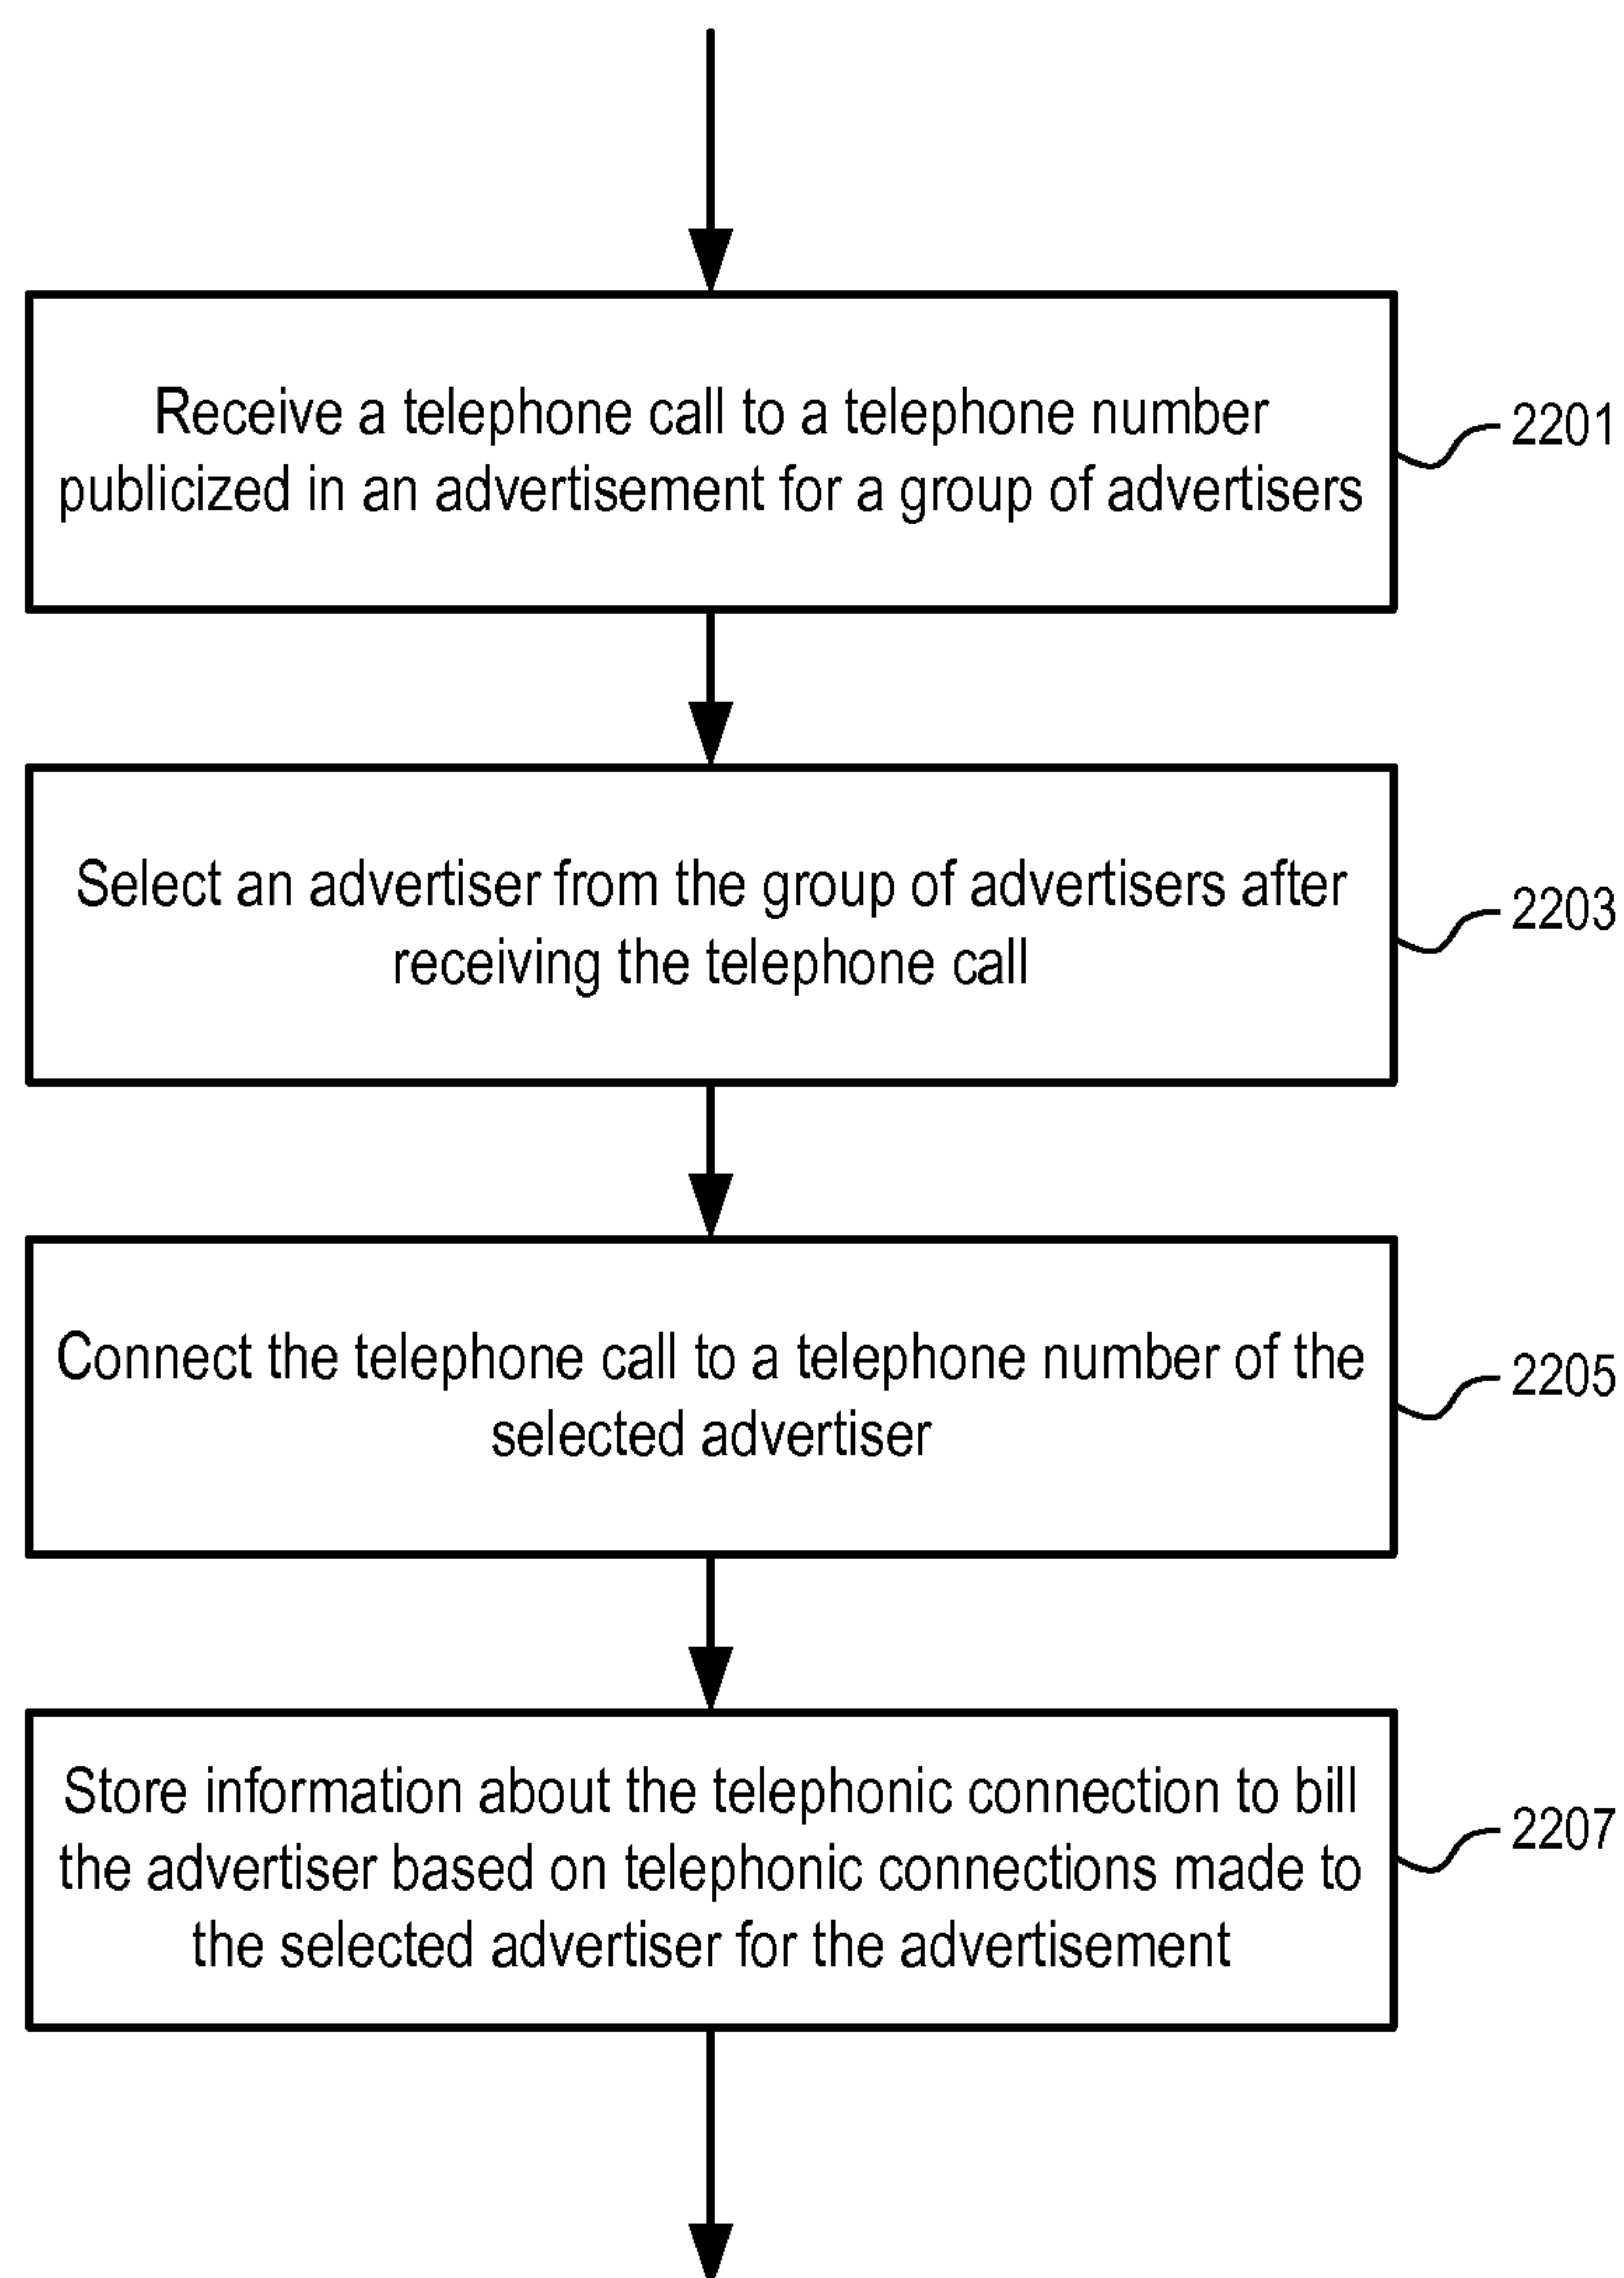 Receive a telephone call to a telephone number
publicized in an advertisement for a group of advertisers
2201
Select an advertiser from the group of advertisers after
receiving the telephone call
2203
Connect the telephone call to a telephone number of the
selected advertiser
2205
Store information about the telephonic connection to bill
the advertiser based on telephonic connections made to
the selected advertiser for the advertisement
2207